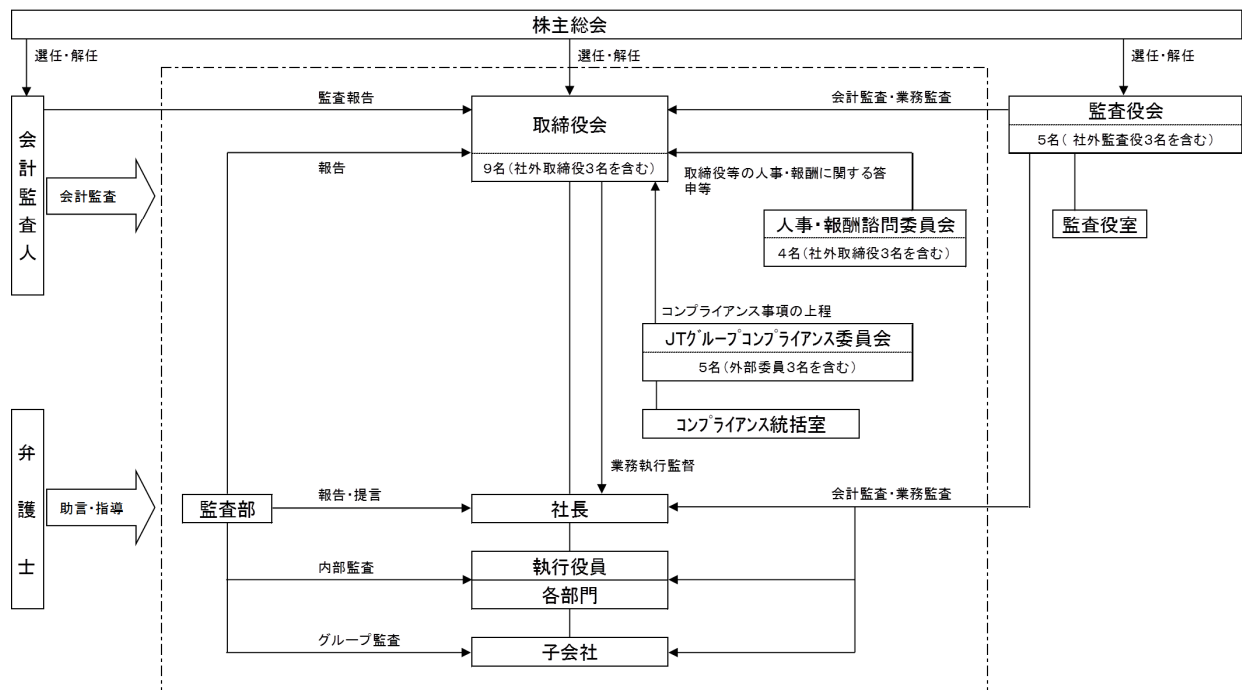 株主総会
選任・解任
選任・解任
選任・解任
会計監査人
監査報告
取締役会
9名(社外取締役3名を含む)
会計監査・業務監査
監査役会
5名( 社外監査役3名を含む)
報告
会計監査
取締役等の人事・報酬に関する答
申等
人事・報酬諮問委員会
4名(社外取締役3名を含む)
監査役室
コンプライアンス事項の上程
JTグループコンプライアンス委員会
5名(外部委員3名を含む)
コンプライアンス統括室
弁護士
助言・指導
業務執行監督
監査部
報告・提言
社長
会計監査・業務監査
内部監査
執行役員
各部門
グループ監査
子会社